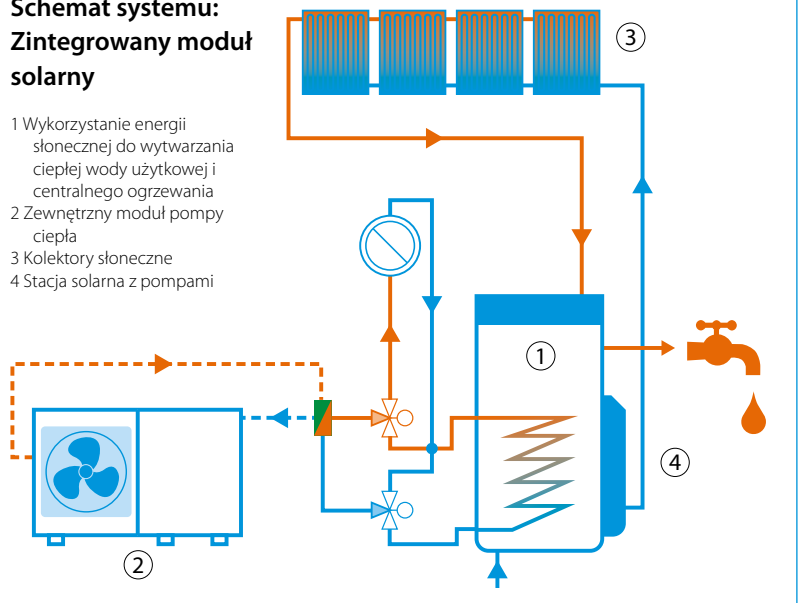 Schemat systemu:
Zintegrowany moduł
solarny
1 Wykorzystanie energii
słonecznej do wytwarzania
ciepłej wody użytkowej i
centralnego ogrzewania
2 Zewnętrzny moduł pompy
ciepła
3 Kolektory słoneczne
4 Stacja solarna z pompami
3
1
4
2